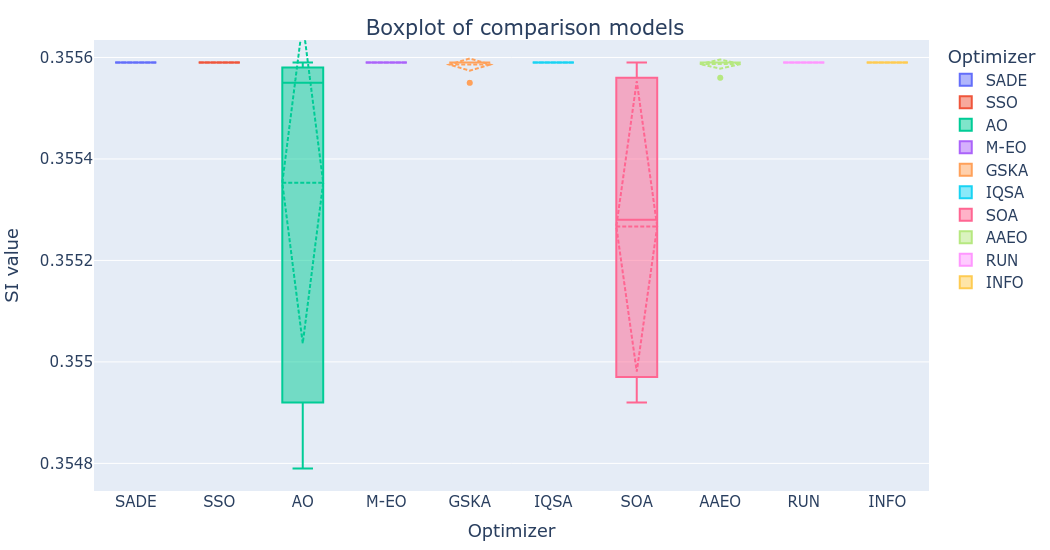 Boxplot of comparison models
SI value
0.3556
0.3554
0.3552
0.355
0.3548
SADE SSO AO M-EO GSKA IQSA SOA AAEO RUN INFO
Optimizer
Optimizer
SADE
SSO
AO
M-EO
GSKA
IQSA
SOA
AAEO
RUN
INFO